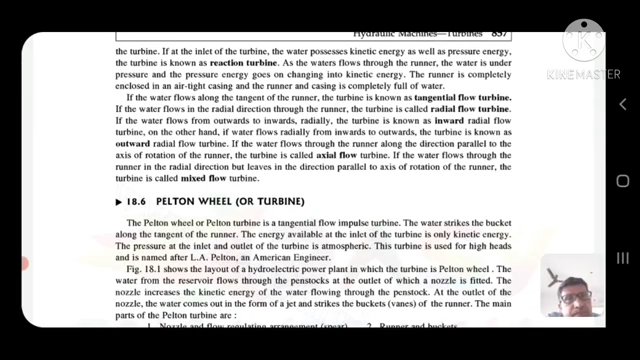 Hydraulic Machines—Turbines 857
the turbine. If at the inlet of the turbine, the water possesses kinetic energy as well as pressure energy,
the turbine is known as reaction turbine. As the waters flows through the runner, the water is under
pressure and the pressure energy goes on changing into kinetic energy. The runner is completely
enclosed in an air-tight casing and the runner and casing is completely full of water.
If the water flows along the tangent of the runner, the turbine is known as tangential flow turbine.
If the water flows in the radial direction through the runner, the turbine is called radial flow turbine.
If the water flows from outwards to inwards, radially, the turbine is known as inward radial flow
turbine, on the other hand, if water flows radially from inwards to outwards, the turbine is known as
outward radial flow turbine. If the water flows through the runner along the direction parallel to the
axis of rotation of the runner, the turbine is called axial flow turbine. If the water flows through the
runner in the radial direction but leaves in the direction parallel to axis of rotation of the runner, the
turbine is called mixed flow turbine.
▶ 18.6 PELTON WHEEL (OR TURBINE)
The Pelton wheel or Pelton turbine is a tangential flow impulse turbine. The water strikes the bucket
along the tangent of the runner. The energy available at the inlet of the turbine is only kinetic energy.
The pressure at the inlet and outlet of the turbine is atmospheric. This turbine is used for high heads
and is named after L.A. Pelton, an American Engineer.
Fig. 18.1 shows the layout of a hydroelectric power plant in which the turbine is Pelton wheel . The
water from the reservoir flows through the penstocks at the outlet of which a nozzle is fitted. The
nozzle increases the kinetic energy of the water flowing through the penstock. At the outlet of the
nozzle, the water comes out in the form of a jet and strikes the buckets (vanes) of the runner. The main
parts of the Pelton turbine are :
1. Nozzle and flow regulating arrangement (spear) 2. Runner and buckets
KINEMASTER